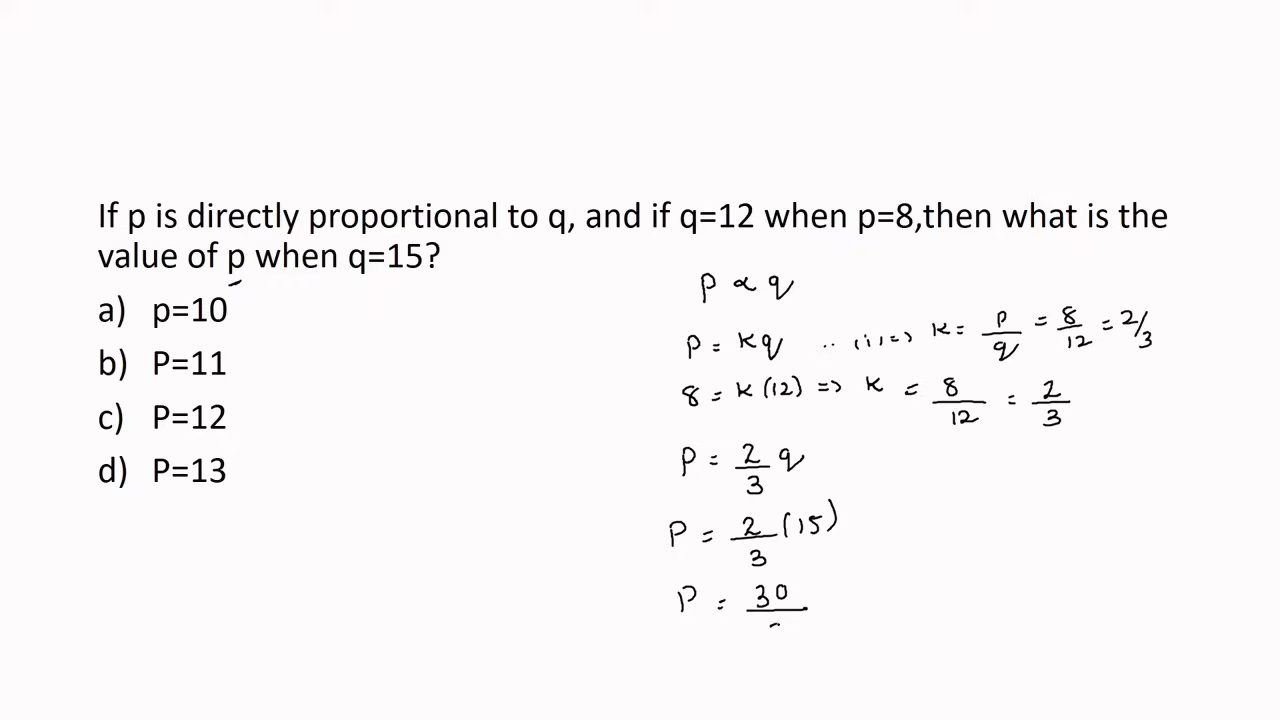 If p is directly proportional to q, and if q=12 when p=8,then what is the
value of p when q=15?
a) p=10
b) P=11
c) P=12
d) P=13
p ∝ q
P = kq ..(i)=> k = p/q = 8/12 = 2/3
8 = k(12) => k = 8/12 = 2/3
P = 2/3 q
P = 2/3 (15)
P = 30/